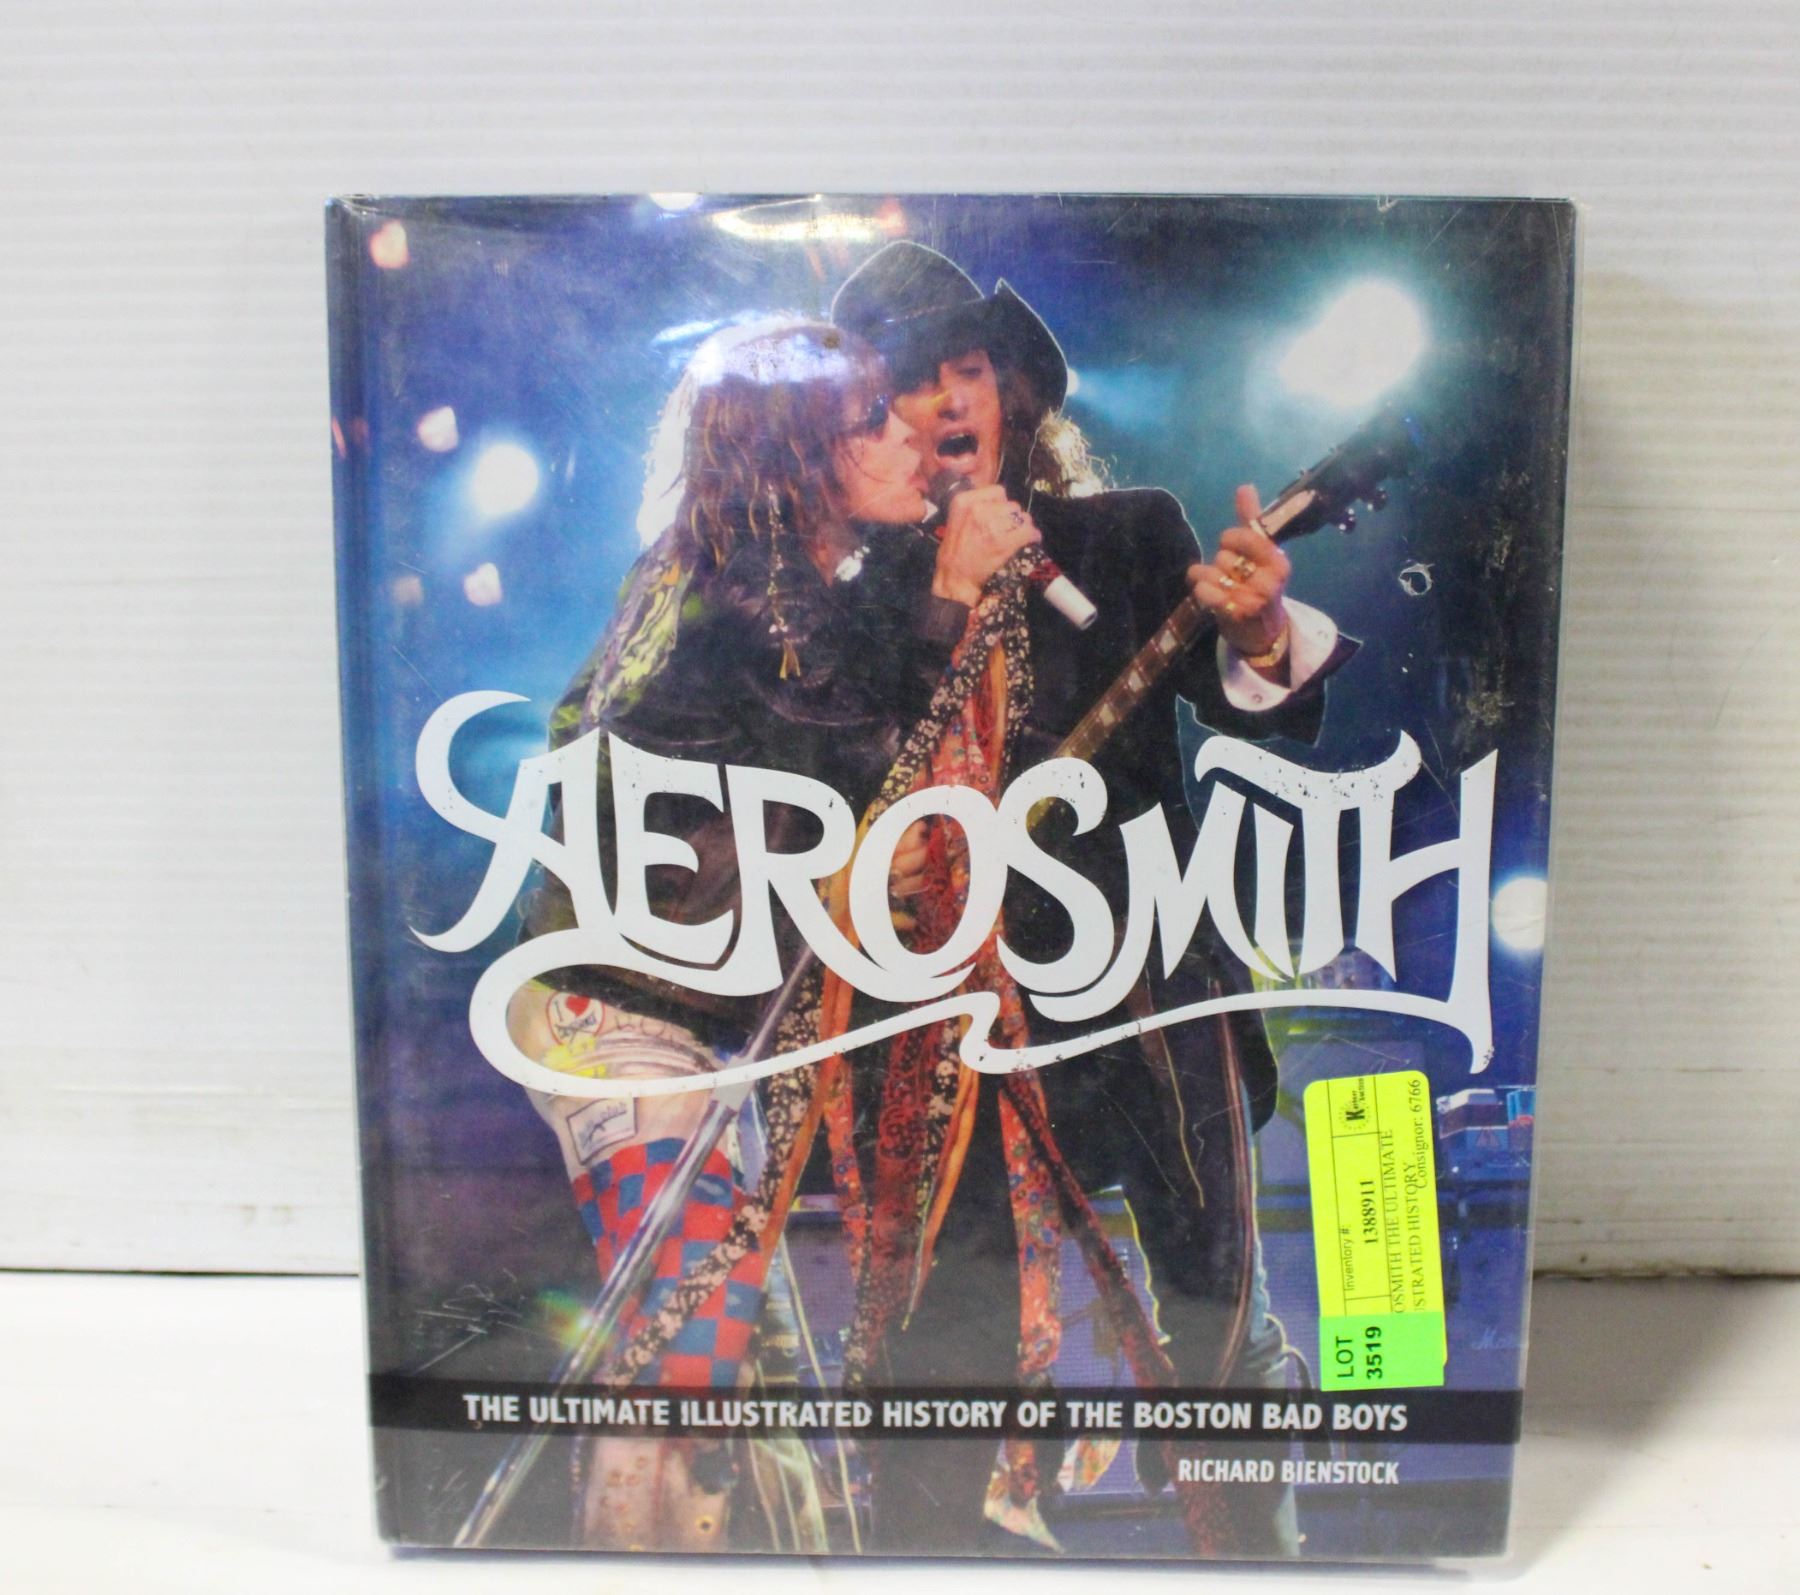 AEROSMITH
I
Inventory #
1388911
OSMITH THE ULTIMATE
ISTRATED HISTORY
Consignor: 6766
LOT
3519
THE ULTIMATE ILLUSTRATED HISTORY OF THE BOSTON BAD BOYS
RICHARD BIENSTOCK